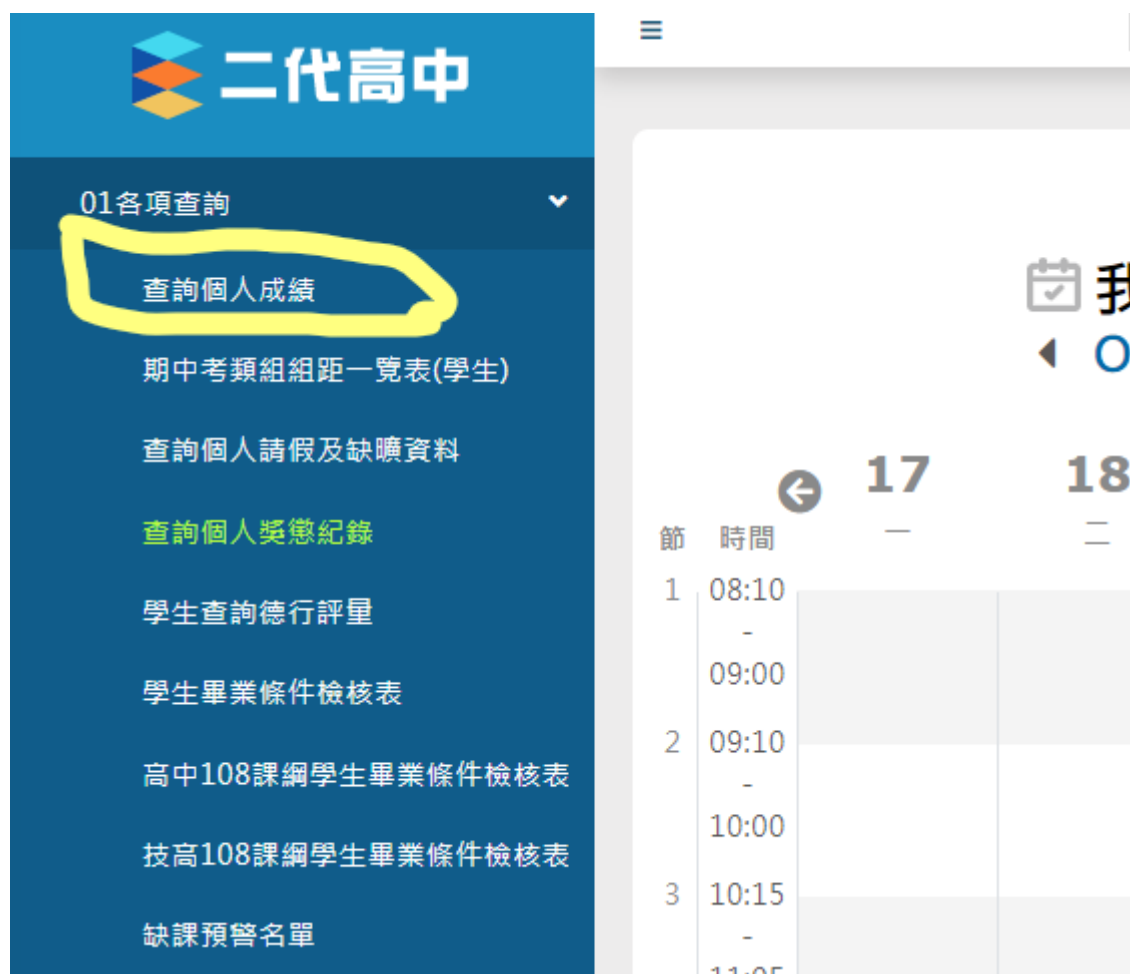 二代高中
01各項查詢
查詢個人成績
期中考類組組距一覽表(學生)
查詢個人請假及缺曠資料
查詢個人獎懲紀錄
學生查詢德行評量
學生畢業條件檢核表
高中108課綱學生畢業條件檢核表
技高108課綱學生畢業條件檢核表
缺課預警名單
17 18
節 時間 一 二
1 08:10
-
09:00
2 09:10
-
10:00
3 10:15
-
11:05